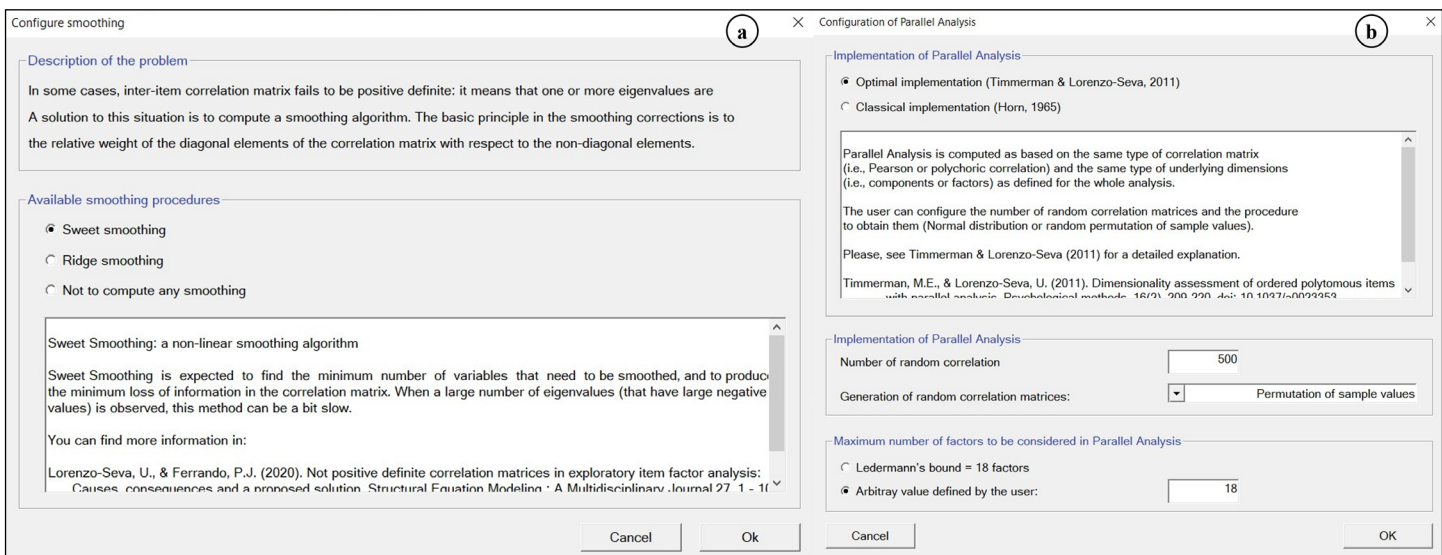 Configure smoothing
a
Description of the problem
In some cases, inter-item correlation matrix fails to be positive definite: it means that one or more eigenvalues are
A solution to this situation is to compute a smoothing algorithm. The basic principle in the smoothing corrections is to
the relative weight of the diagonal elements of the correlation matrix with respect to the non-diagonal elements.
Available smoothing procedures
Sweet smoothing
Ridge smoothing
Not to compute any smoothing
Sweet Smoothing: a non-linear smoothing algorithm
Sweet Smoothing is expected to find the minimum number of variables that need to be smoothed, and to produce
the minimum loss of information in the correlation matrix. When a large number of eigenvalues (that have large negative
values) is observed, this method can be a bit slow.
You can find more information in:
Lorenzo-Seva, U., & Ferrando, P.J. (2020). Not positive definite correlation matrices in exploratory item factor analysis:
Causes, consequences and a proposed solution. Structural Equation Modeling : A Multidisciplinary Journal 27, 1 - 10
Cancel
Ok
Configuration of Parallel Analysis
b
Implementation of Parallel Analysis
Optimal implementation (Timmerman & Lorenzo-Seva, 2011)
Classical implementation (Horn, 1965)
Parallel Analysis is computed as based on the same type of correlation matrix
(i.e., Pearson or polychoric correlation) and the same type of underlying dimensions
(i.e., components or factors) as defined for the whole analysis.
The user can configure the number of random correlation matrices and the procedure
to obtain them (Normal distribution or random permutation of sample values).
Please, see Timmerman & Lorenzo-Seva (2011) for a detailed explanation.
Timmerman, M.E., & Lorenzo-Seva, U. (2011). Dimensionality assessment of ordered polytomous items
with parallel analysis. Psychological methods, 16(2), 209-220. doi: 10.1037/a0023353
Implementation of Parallel Analysis
Number of random correlation 500
Generation of random correlation matrices: Permutation of sample values
Maximum number of factors to be considered in Parallel Analysis
Ledermann's bound = 18 factors
Arbitray value defined by the user: 18
Cancel
OK